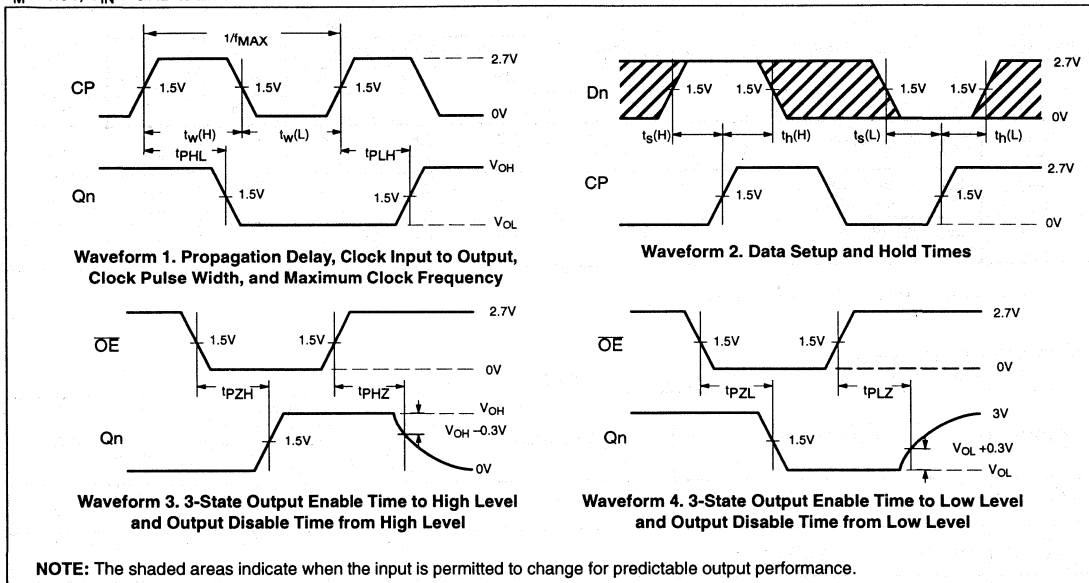 1/fMAX
2.7V
CP
1.5V
1.5V
1.5V
0V
tw(H)
tw(L)
tPHL
tPLH
VOH
Qn
1.5V
1.5V
VOL
Waveform 1. Propagation Delay, Clock Input to Output,
Clock Pulse Width, and Maximum Clock Frequency
2.7V
Dn
1.5V
1.5V
1.5V
1.5V
0V
ts(H)
th(H)
ts(L)
th(L)
2.7V
CP
1.5V
1.5V
0V
Waveform 2. Data Setup and Hold Times
2.7V
OE
1.5V
1.5V
0V
tPZH
tPHZ
VOH
VOH –0.3V
Qn
1.5V
0V
Waveform 3. 3-State Output Enable Time to High Level
and Output Disable Time from High Level
2.7V
OE
1.5V
1.5V
0V
tPZL
tPLZ
3V
Qn
1.5V
VOL +0.3V
VOL
Waveform 4. 3-State Output Enable Time to Low Level
and Output Disable Time from Low Level
NOTE: The shaded areas indicate when the input is permitted to change for predictable output performance.